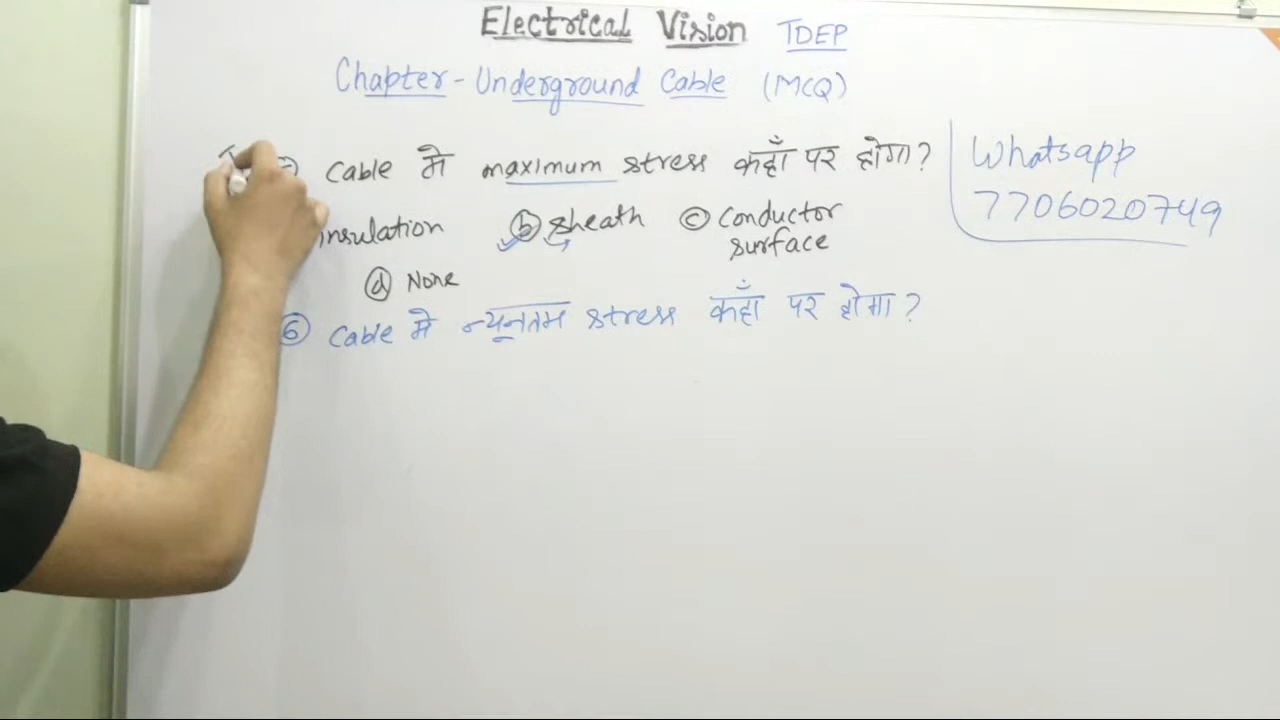 Electrical Vision TDEP
Chapter - Underground Cable (MCQ)
cable मे maximum stress कहाँ पर होगा?
insulation ⓑ sheath ⓒ conductor
surface
ⓓ None
⑥ cable मे न्यूनतम stress कहाँ पर होगा?
Whatsapp
7706020749